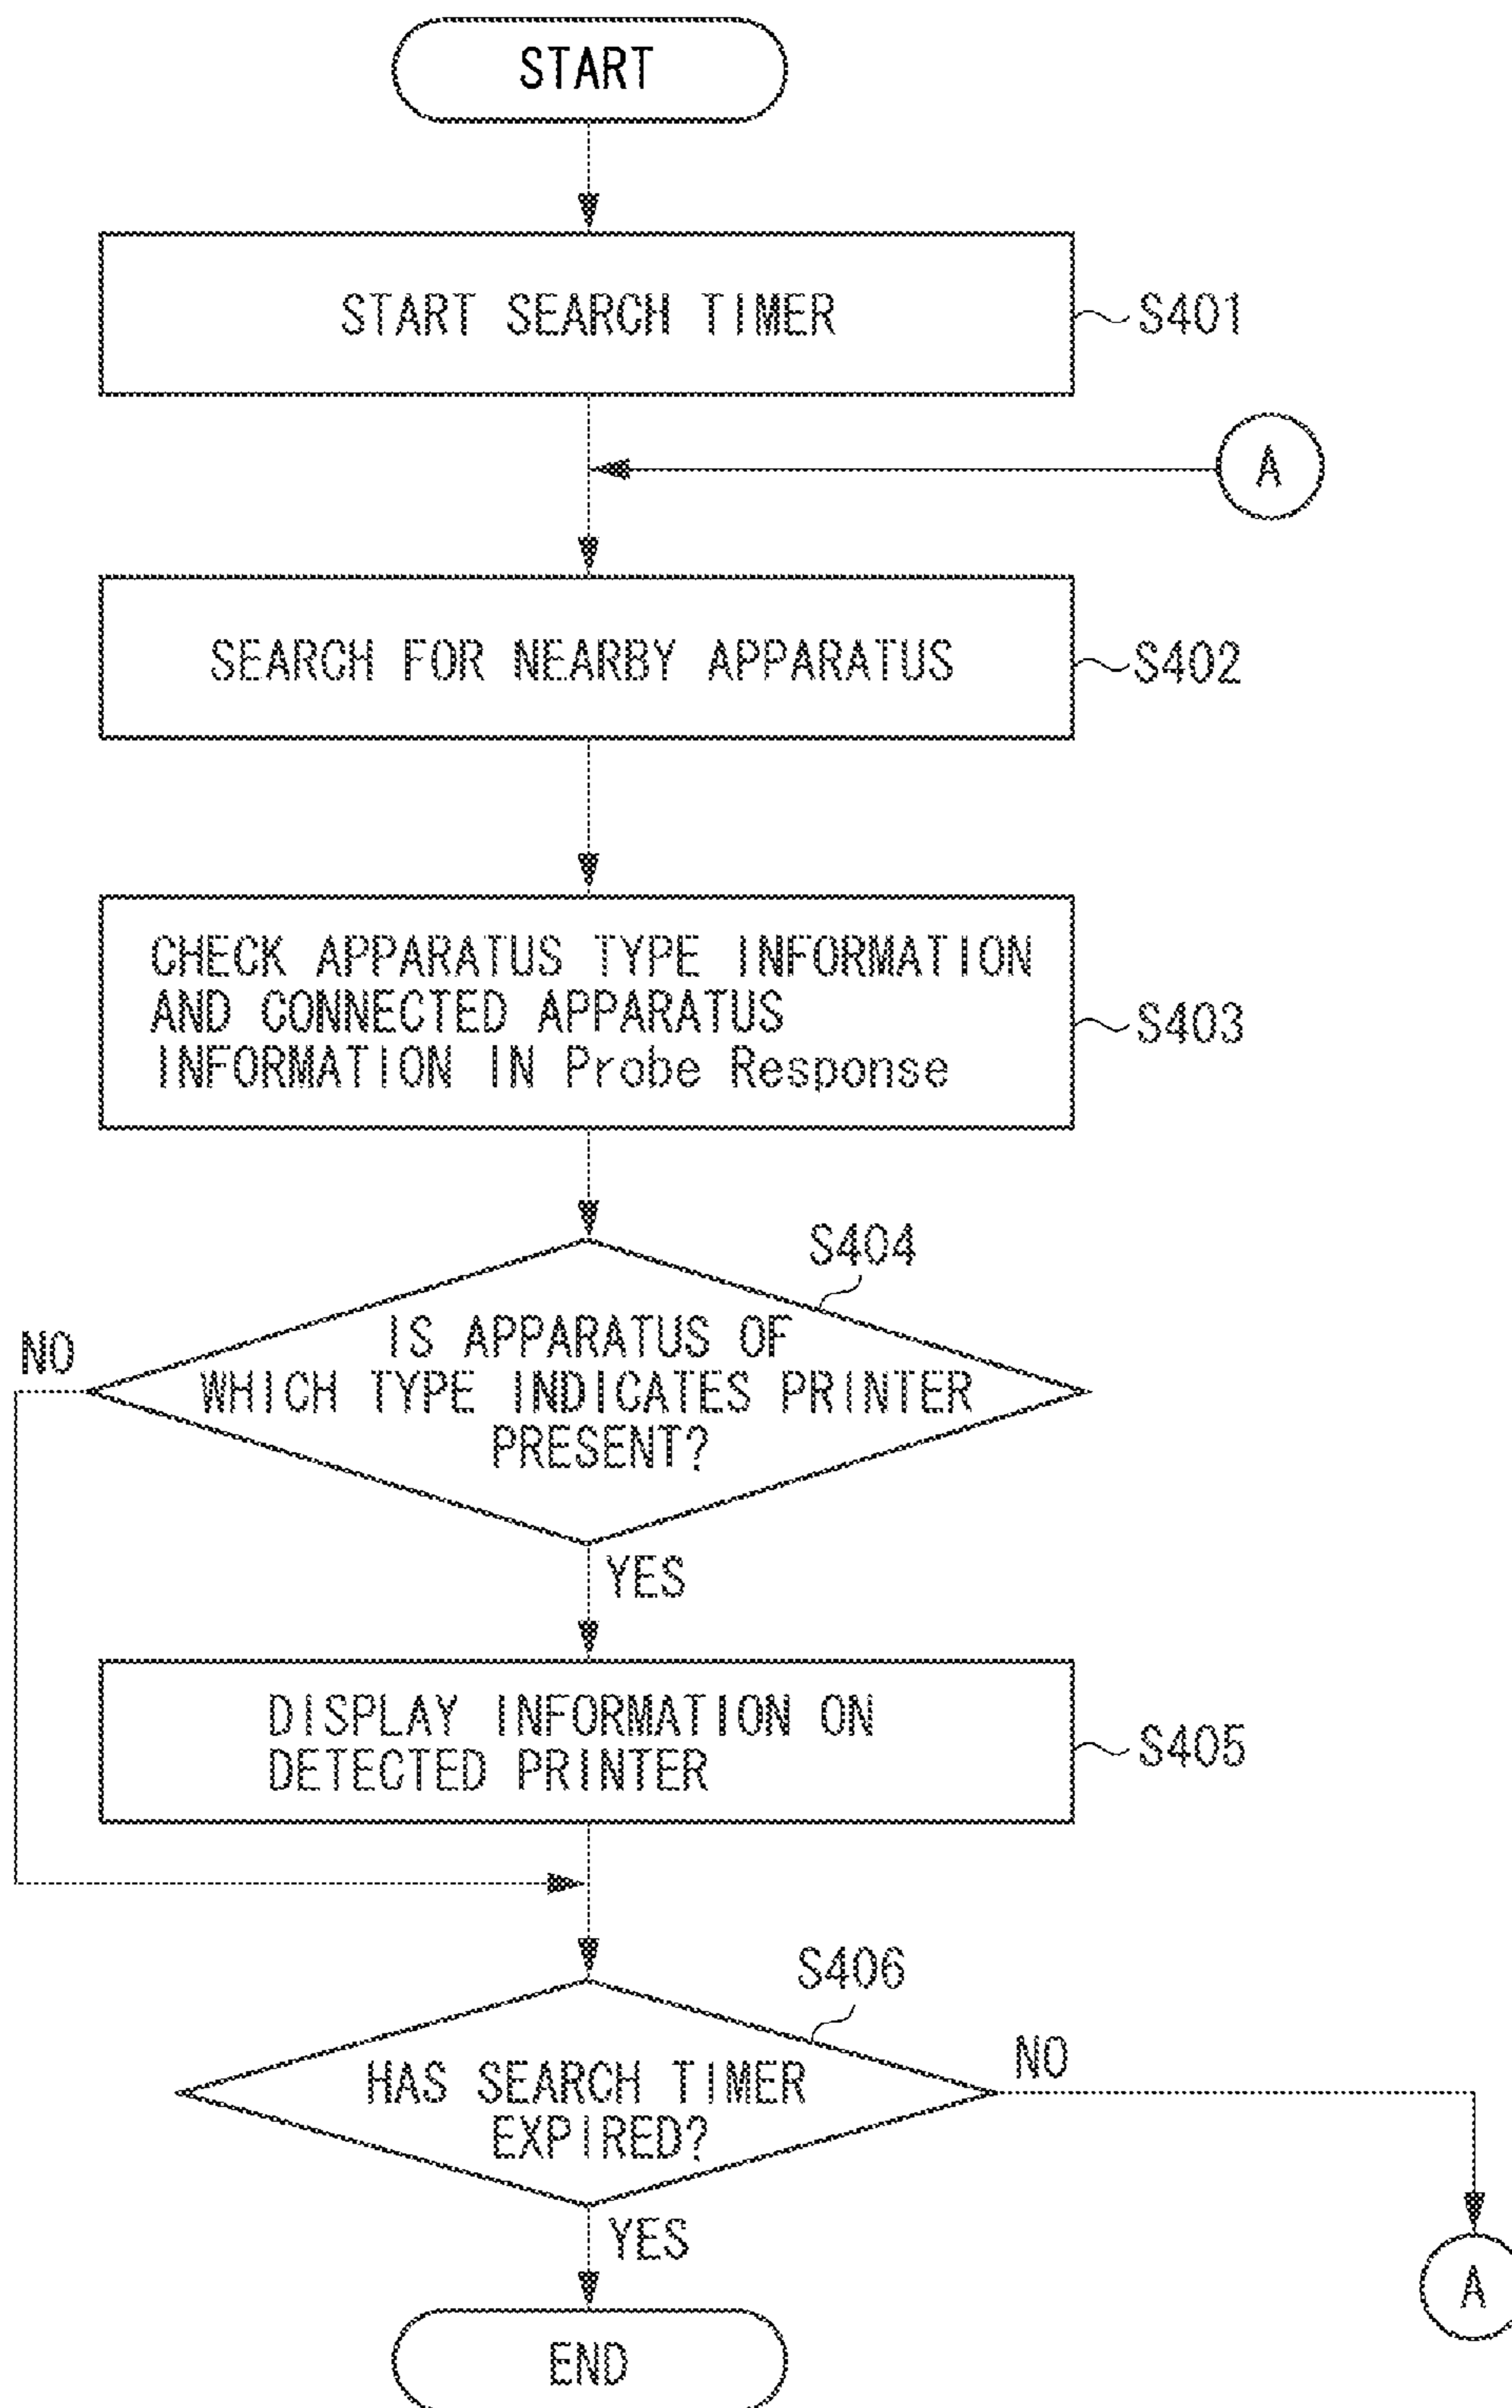 START
START SEARCH TIMER
S401
A
SEARCH FOR NEARBY APPARATUS
S402
CHECK APPARATUS TYPE INFORMATION
AND CONNECTED APPARATUS
INFORMATION IN Probe Response
S403
S404
IS APPARATUS OF
WHICH TYPE INDICATES PRINTER
PRESENT?
NO
YES
DISPLAY INFORMATION ON
DETECTED PRINTER
S405
S406
HAS SEARCH TIMER
EXPIRED?
NO
YES
A
END